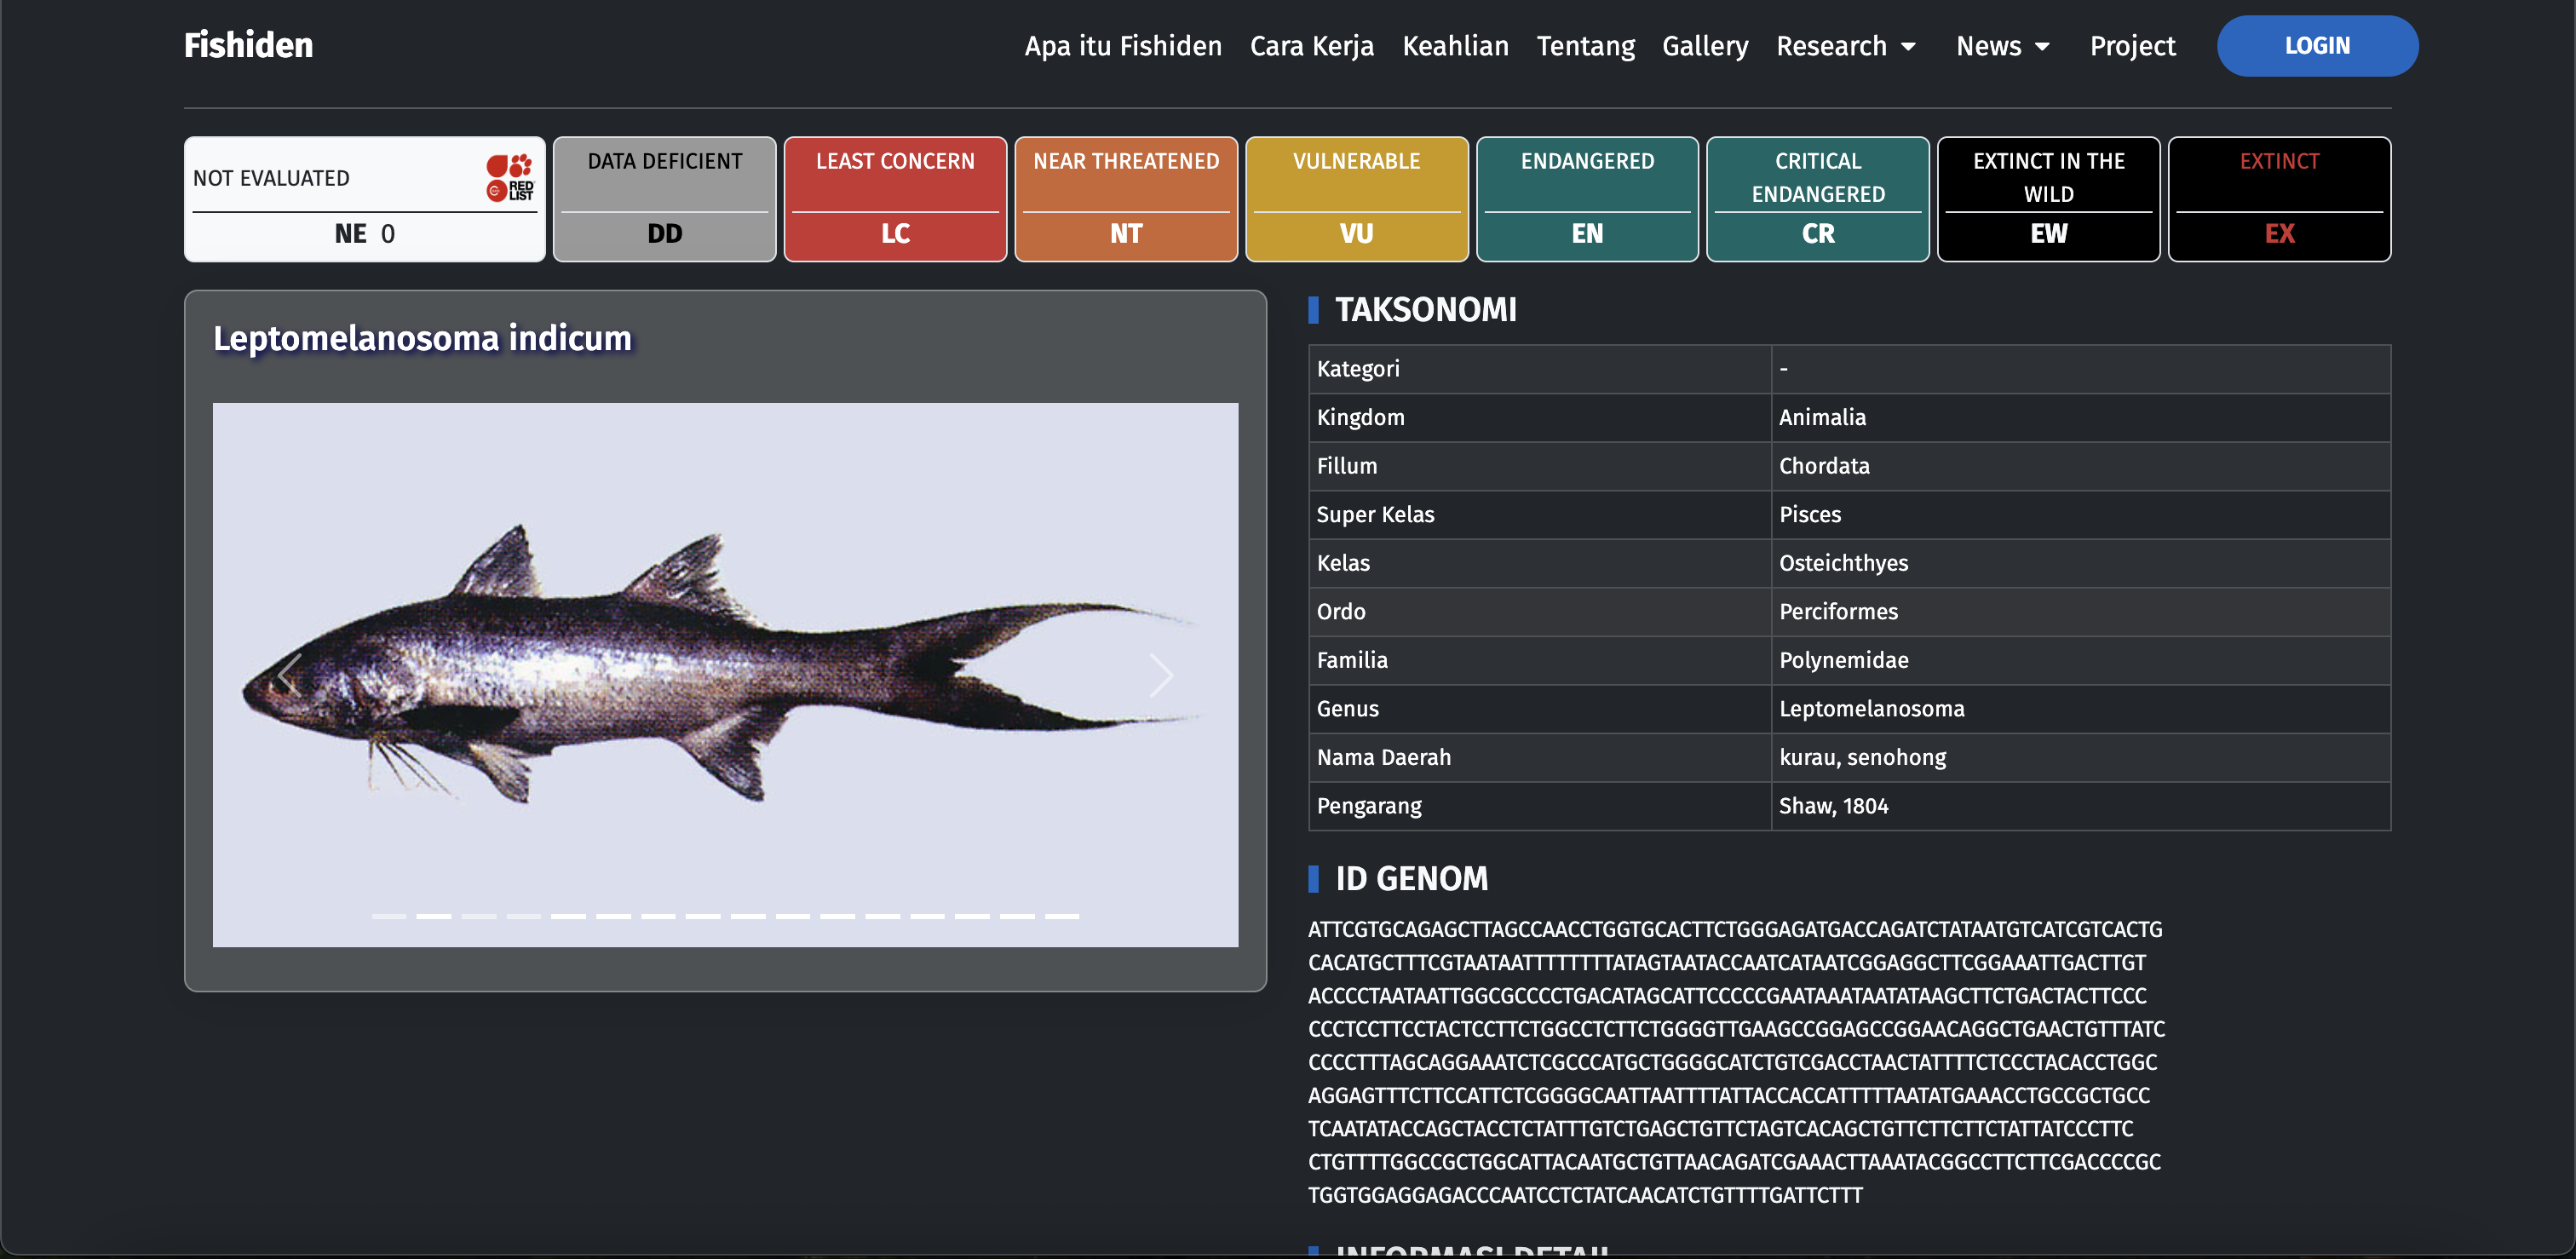 Fishiden
Apa itu Fishiden Cara Kerja Keahlian Tentang Gallery Research News Project LOGIN
NOT EVALUATED
RED
LIST
NE 0
DATA DEFICIENT
DD
LEAST CONCERN
LC
NEAR THREATENED
NT
VULNERABLE
VU
ENDANGERED
EN
CRITICAL
ENDANGERED
CR
EXTINCT IN THE
WILD
EW
EXTINCT
EX
Leptomelanosoma indicum
TAKSONOMI
Kategori -
Kingdom Animalia
Fillum Chordata
Super Kelas Pisces
Kelas Osteichthyes
Ordo Perciformes
Familia Polynemidae
Genus Leptomelanosoma
Nama Daerah kurau, senohong
Pengarang Shaw, 1804
ID GENOM
ATTCGTGCAGAGCTTAGCCAACCTGGTGCACTTCTGGGAGATGACCAGATCTATAATGTCATCGTCACTG
CACATGCTTTCGTAATAATTTTTTTTATAGTAATACCAATCATAATCGGAGGCTTCGGAAATTGACTTGT
ACCCCTAATAATTGGCGCCCCTGACATAGCATTCCCCCGAATAAATAATATAAGCTTCTGACTACTTCCC
CCCTCCTTCCTACTCCTTCTGGCCTCTTCTGGGGTTGAAGCCGGAGCCGGAACAGGCTGAACTGTTTATC
CCCCTTTAGCAGGAAATCTCGCCCATGCTGGGGCATCTGTCGACCTAACTATTTTCTCCCTACACCTGGC
AGGAGTTTCTTCCATTCTCGGGGCAATTAATTTTATTACCACCATTTTTAATATGAAACCTGCCGCTGCC
TCAATATACCAGCTACCTCTATTTGTCTGAGCTGTTCTAGTCACAGCTGTTCTTCTTCTATTATCCCTTC
CTGTTTTGGCCGCTGGCATTACAATGCTGTTAACAGATCGAAACTTAAATACGGCCTTCTTCGACCCCGC
TGGTGGAGGAGACCCAATCCTCTATCAACATCTGTTTTGATTCTTT
INFORMASI DETAIL